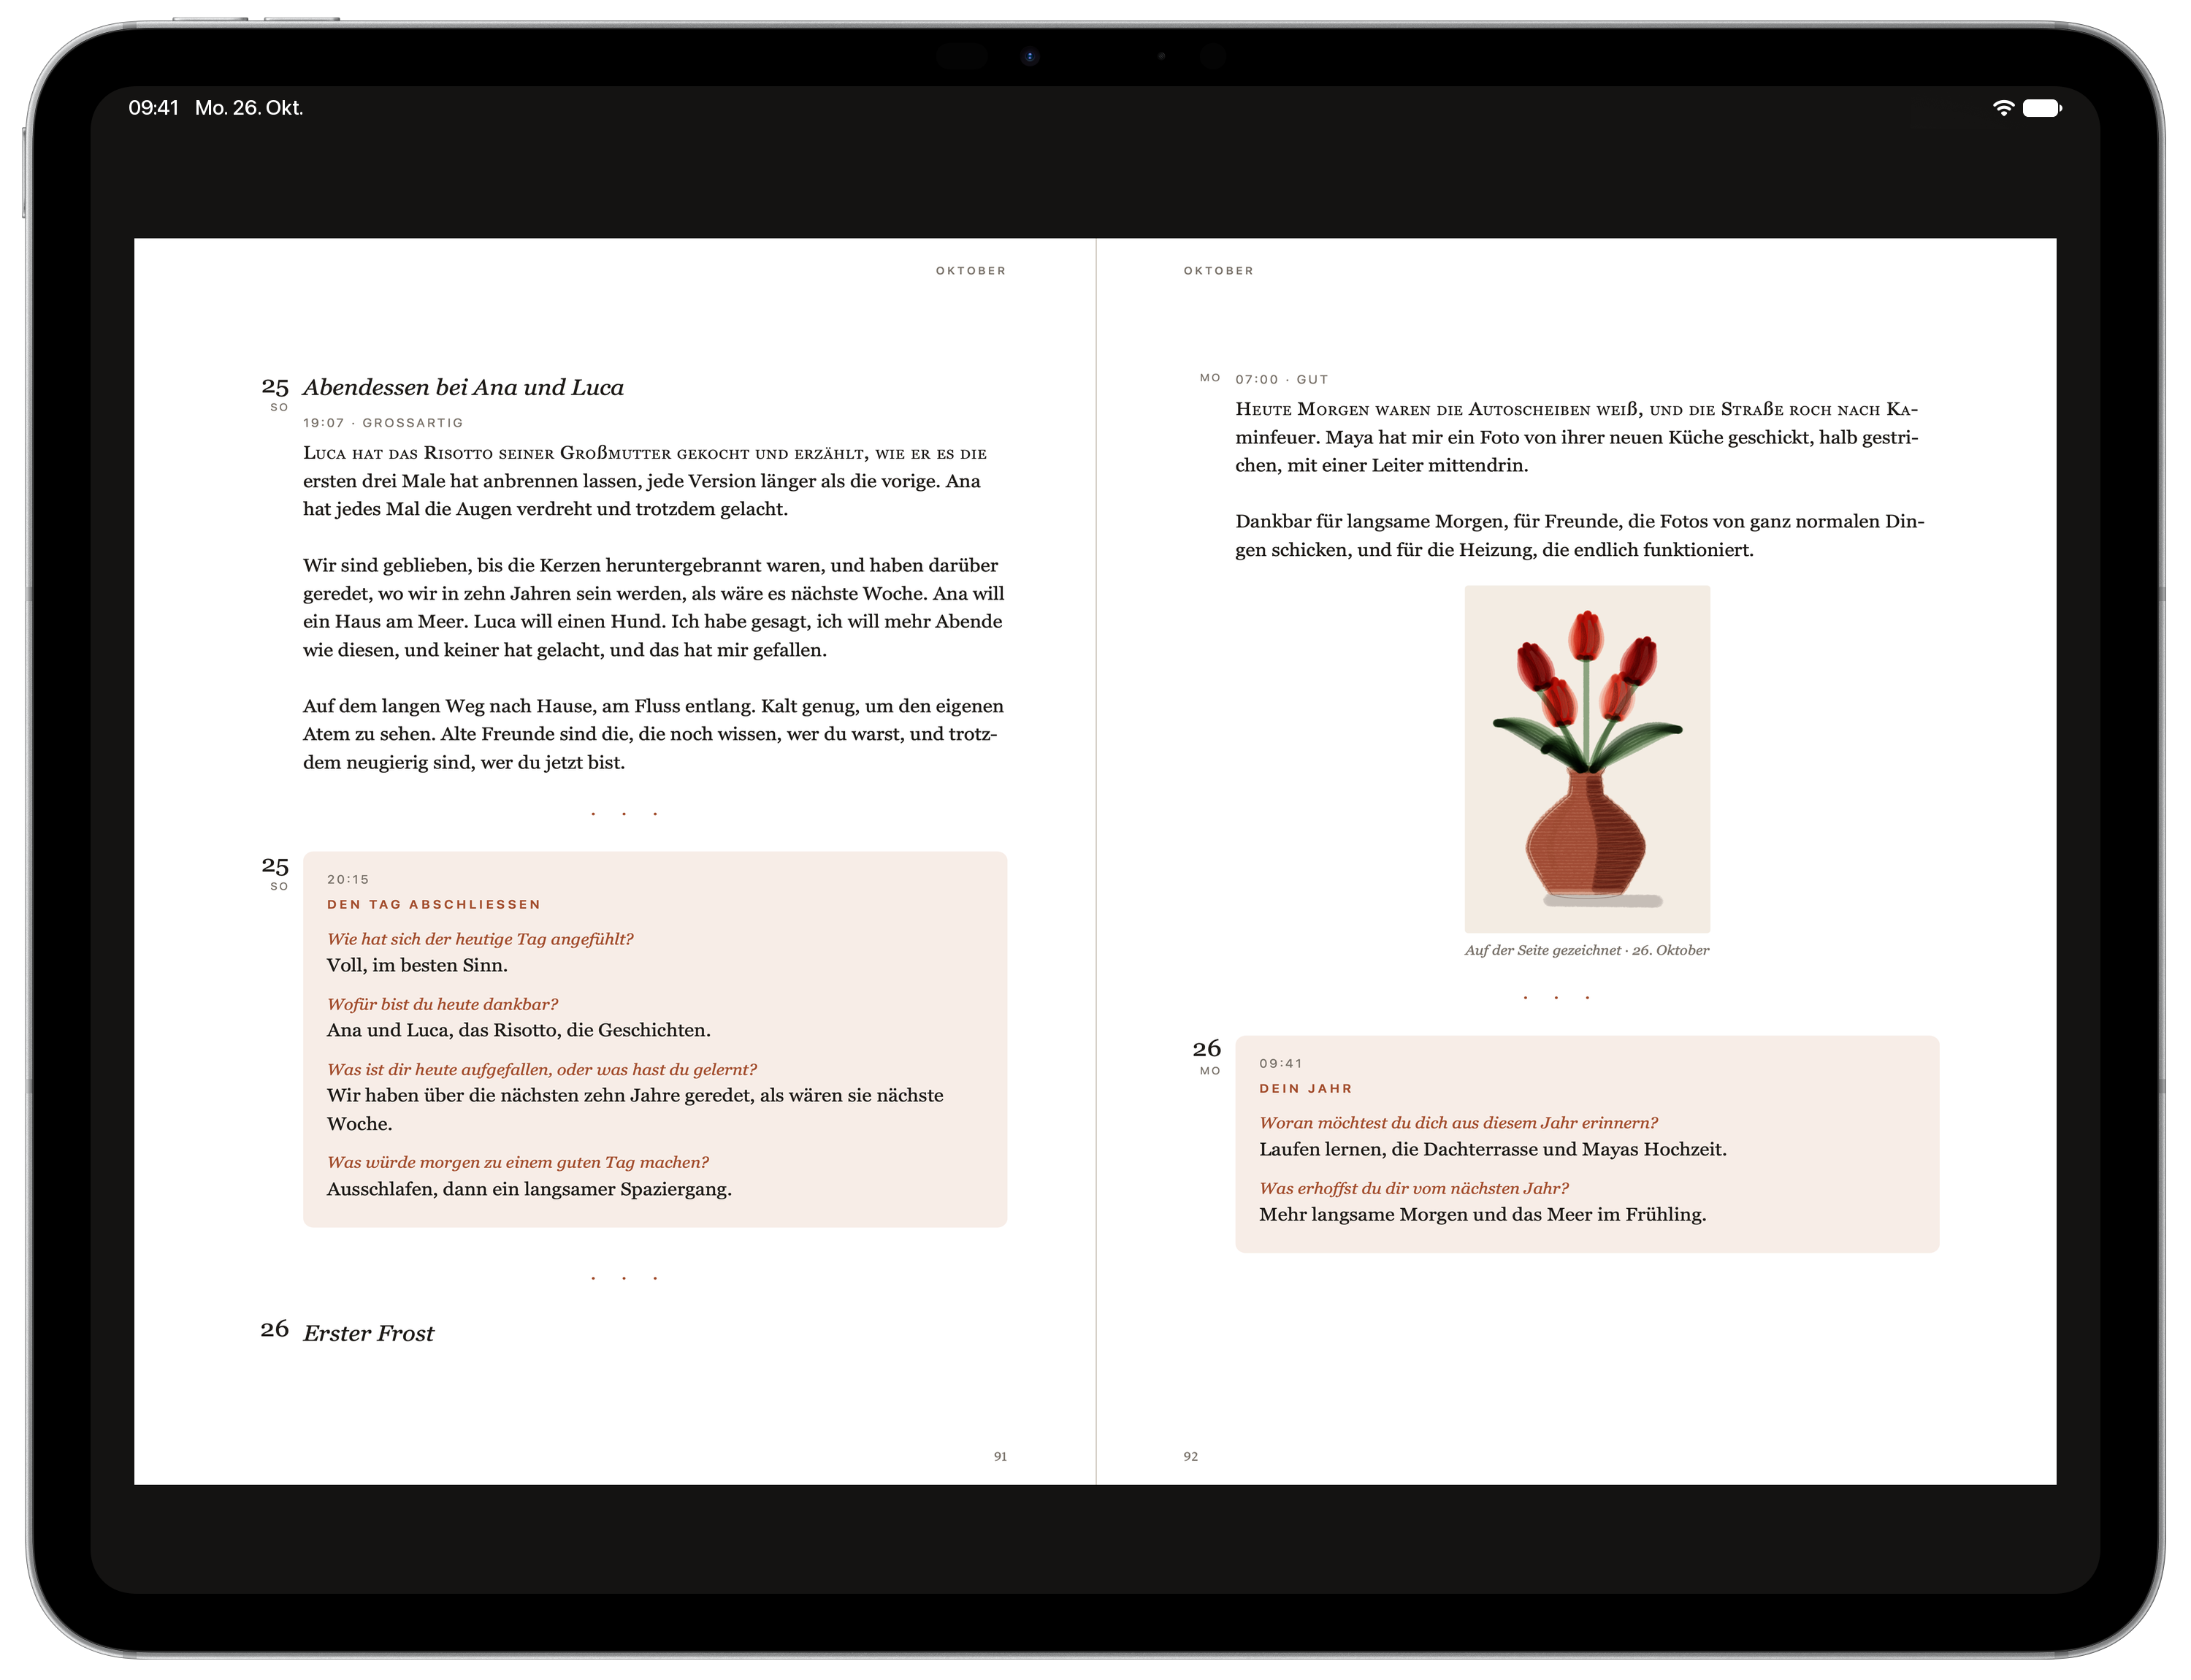 09:41 Mo. 26. Okt.
OKTOBER
25 Abendessen bei Ana und Luca
SO
19:07 · GROSSARTIG
Luca hat das Risotto seiner Großmutter gekocht und erzählt, wie er es die
ersten drei Male hat anbrennen lassen, jede Version länger als die vorige. Ana
hat jedes Mal die Augen verdreht und trotzdem gelacht.
Wir sind geblieben, bis die Kerzen heruntergebrannt waren, und haben darüber
geredet, wo wir in zehn Jahren sein werden, als wäre es nächste Woche. Ana will
ein Haus am Meer. Luca will einen Hund. Ich habe gesagt, ich will mehr Abende
wie diesen, und keiner hat gelacht, und das hat mir gefallen.
Auf dem langen Weg nach Hause, am Fluss entlang. Kalt genug, um den eigenen
Atem zu sehen. Alte Freunde sind die, die noch wissen, wer du warst, und trotz-
dem neugierig sind, wer du jetzt bist.
· · ·
25
SO
20:15
DEN TAG ABSCHLIESSEN
Wie hat sich der heutige Tag angefühlt?
Voll, im besten Sinn.
Wofür bist du heute dankbar?
Ana und Luca, das Risotto, die Geschichten.
Was ist dir heute aufgefallen, oder was hast du gelernt?
Wir haben über die nächsten zehn Jahre geredet, als wären sie nächste
Woche.
Was würde morgen zu einem guten Tag machen?
Ausschlafen, dann ein langsamer Spaziergang.
· · ·
26 Erster Frost
91
OKTOBER
MO 07:00 · GUT
Heute Morgen waren die Autoscheiben weiß, und die Straße roch nach Ka-
minfeuer. Maya hat mir ein Foto von ihrer neuen Küche geschickt, halb gestri-
chen, mit einer Leiter mittendrin.
Dankbar für langsame Morgen, für Freunde, die Fotos von ganz normalen Din-
gen schicken, und für die Heizung, die endlich funktioniert.
Auf der Seite gezeichnet · 26. Oktober
· · ·
26
MO
09:41
DEIN JAHR
Woran möchtest du dich aus diesem Jahr erinnern?
Laufen lernen, die Dachterrasse und Mayas Hochzeit.
Was erhoffst du dir vom nächsten Jahr?
Mehr langsame Morgen und das Meer im Frühling.
92